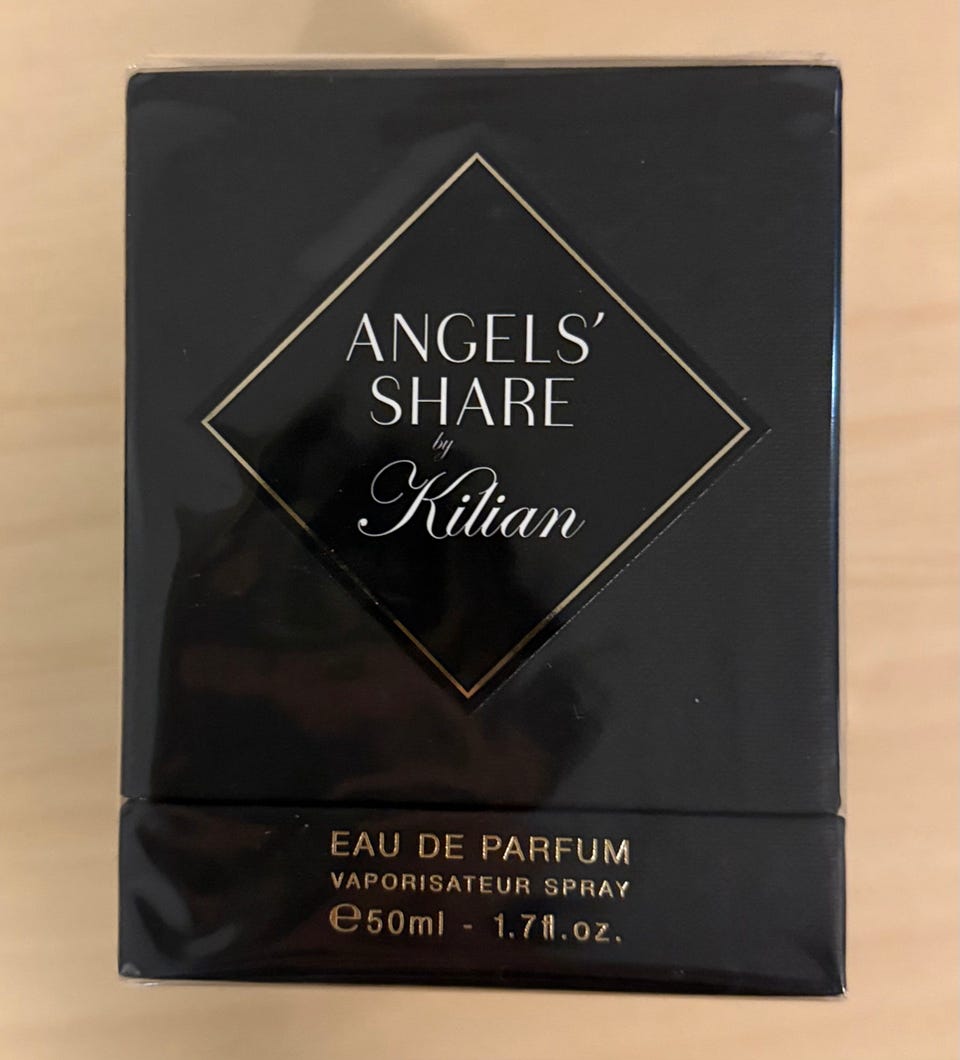 ANGELS’
SHARE
by
Kilian
EAU DE PARFUM
VAPORISATEUR SPRAY
℮50ml - 1.7fl.oz.